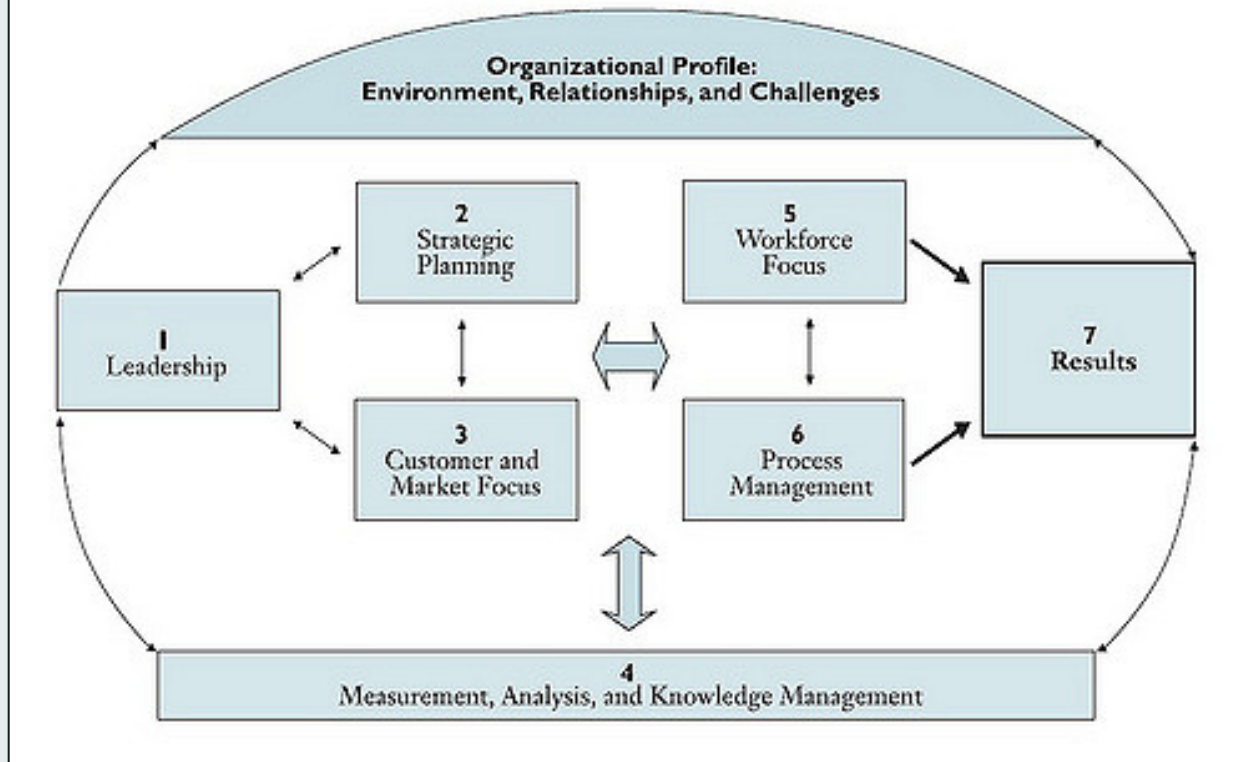 Organizational Profile:
Environment, Relationships, and Challenges
2
Strategic
Planning
5
Workforce
Focus
1
Leadership
7
Results
3
Customer and
Market Focus
6
Process
Management
4
Measurement, Analysis, and Knowledge Management